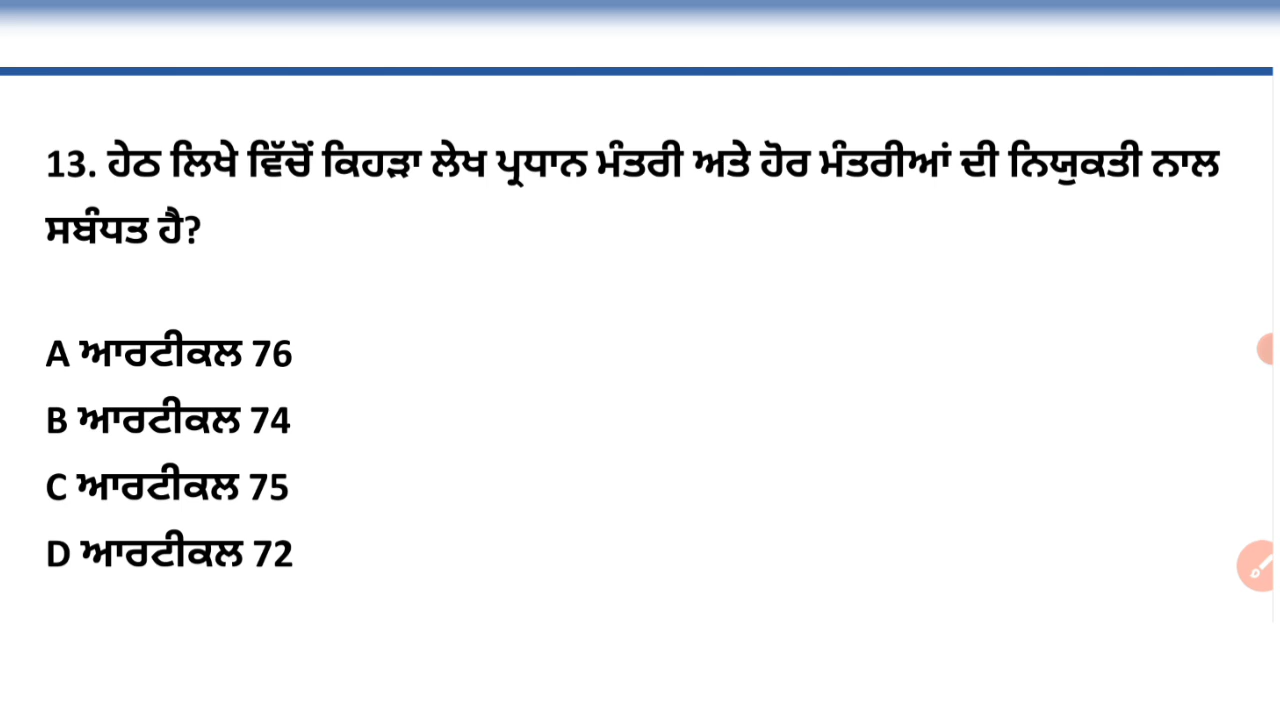 13. ਹੇਠ ਲਿਖੇ ਵਿੱਚੋਂ ਕਿਹੜਾ ਲੇਖ ਪ੍ਰਧਾਨ ਮੰਤਰੀ ਅਤੇ ਹੋਰ ਮੰਤਰੀਆਂ ਦੀ ਨਿਯੁਕਤੀ ਨਾਲ
ਸਬੰਧਤ ਹੈ?
A ਆਰਟੀਕਲ 76
B ਆਰਟੀਕਲ 74
C ਆਰਟੀਕਲ 75
D ਆਰਟੀਕਲ 72